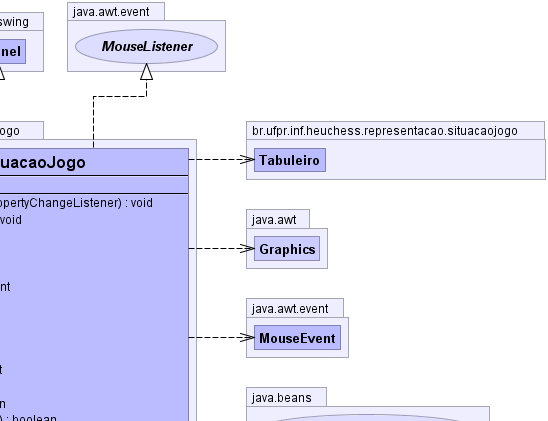 swing
nel
java.awt.event
MouseListener
ogo
uacaoJogo
opertyChangeListener) : void
void
nt
t
n
) : boolean
br.ufpr.inf.heuchess.representacao.situacaojogo
Tabuleiro
java.awt
Graphics
java.awt.event
MouseEvent
java.beans